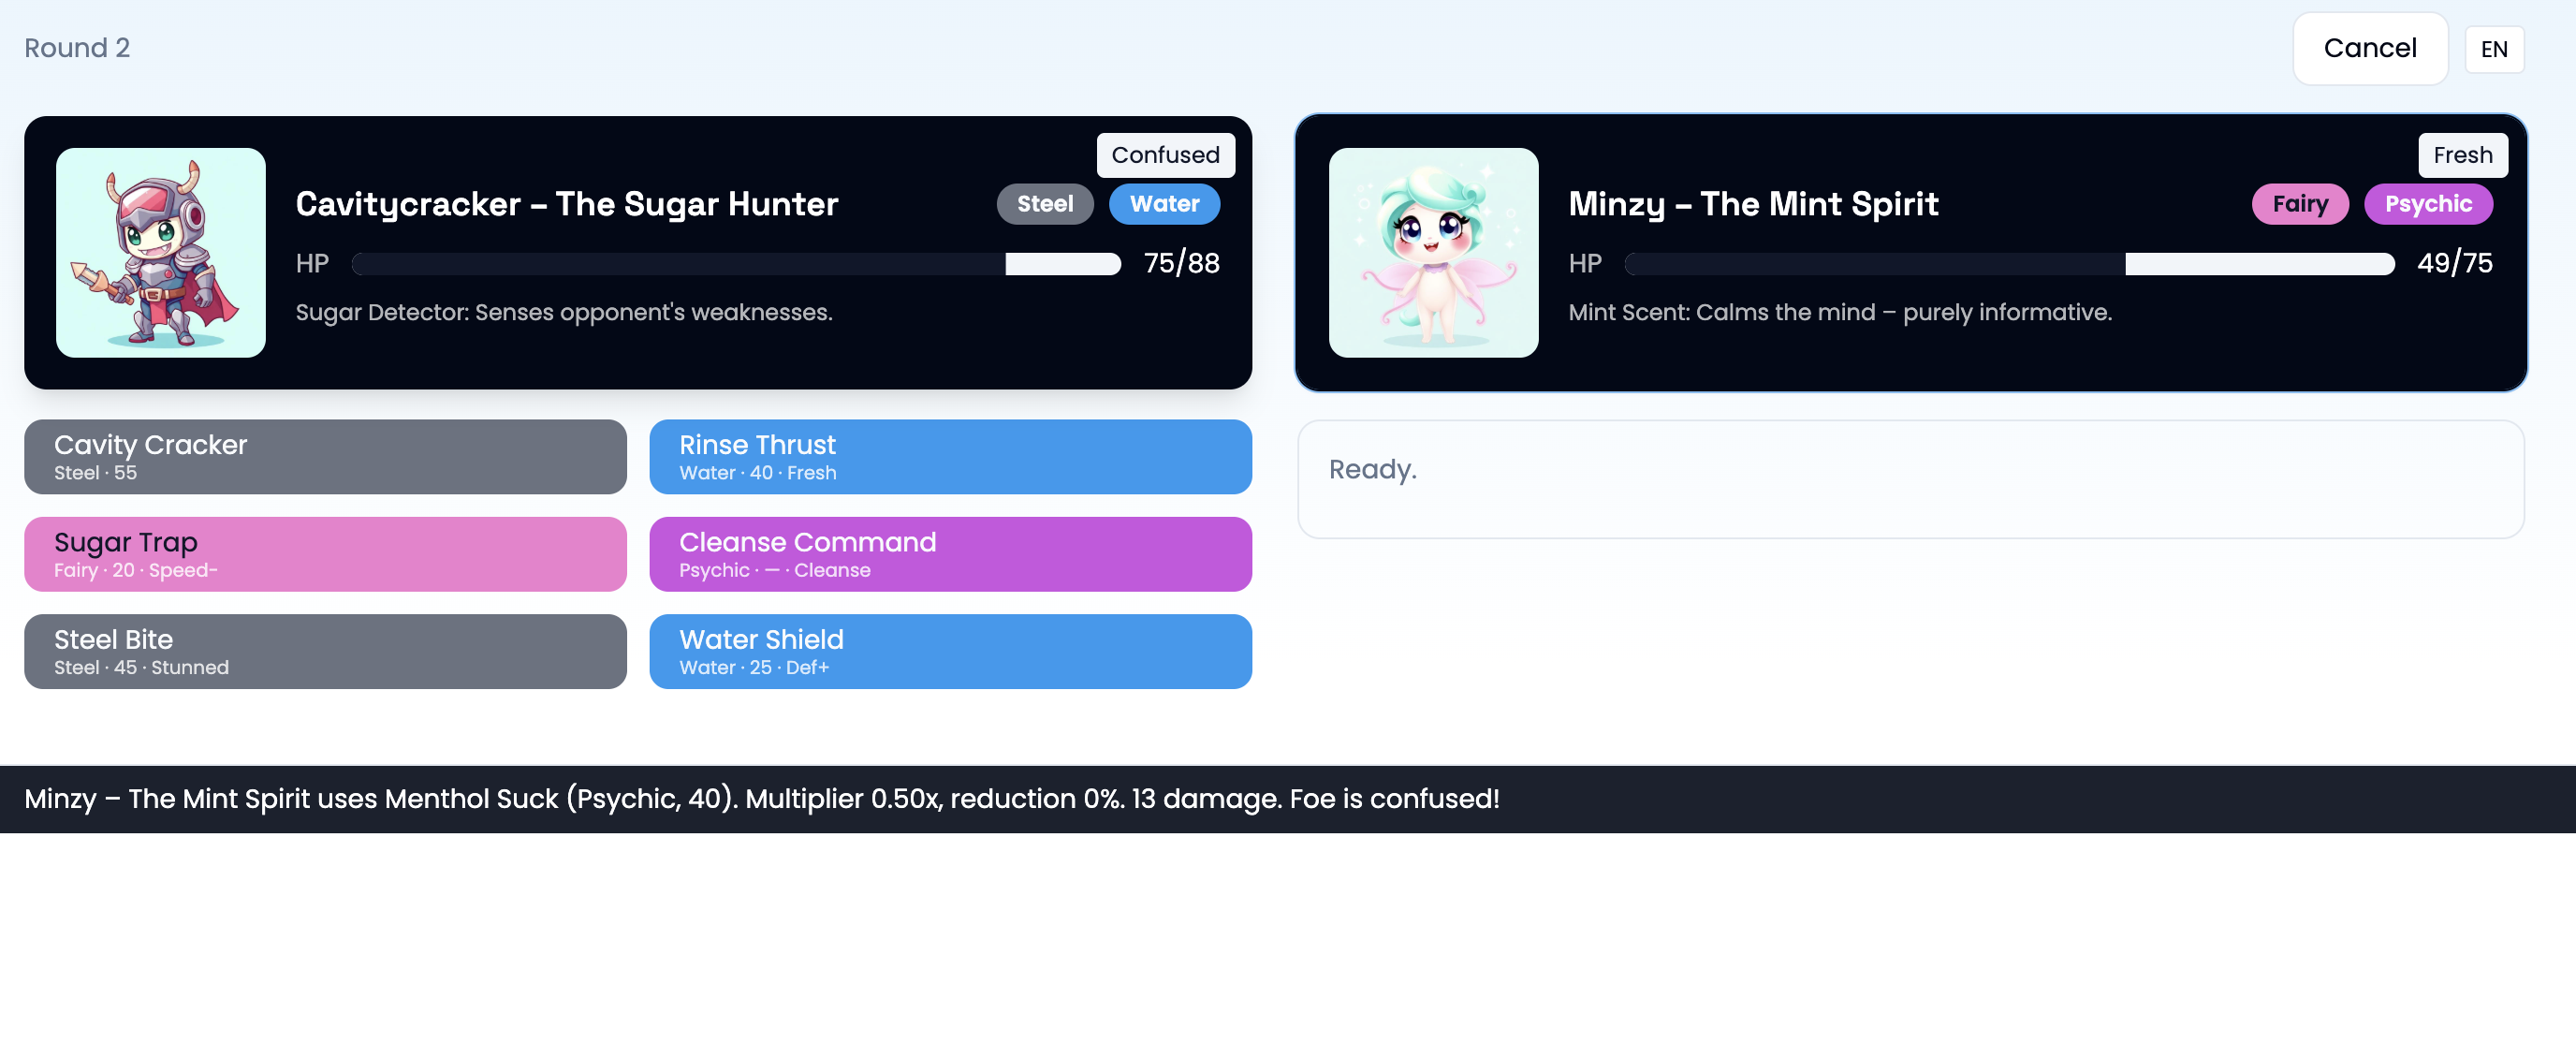 Round 2
Cancel
EN
Confused
Cavitycracker – The Sugar Hunter
Steel
Water
HP
75/88
Sugar Detector: Senses opponent's weaknesses.
Fresh
Minzy – The Mint Spirit
Fairy
Psychic
HP
49/75
Mint Scent: Calms the mind – purely informative.
Cavity Cracker
Steel · 55
Rinse Thrust
Water · 40 · Fresh
Sugar Trap
Fairy · 20 · Speed-
Cleanse Command
Psychic · — · Cleanse
Steel Bite
Steel · 45 · Stunned
Water Shield
Water · 25 · Def+
Ready.
Minzy – The Mint Spirit uses Menthol Suck (Psychic, 40). Multiplier 0.50x, reduction 0%. 13 damage. Foe is confused!